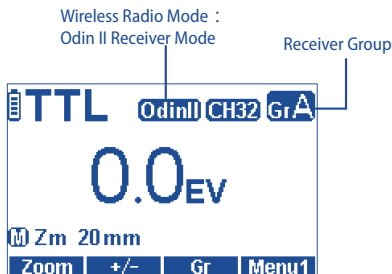 Wireless Radio Mode：
Odin II Receiver Mode
Receiver Group
TTL OdinII CH32 GrA
0.0EV
M Zm 20mm
Zoom +/- Gr Menu1